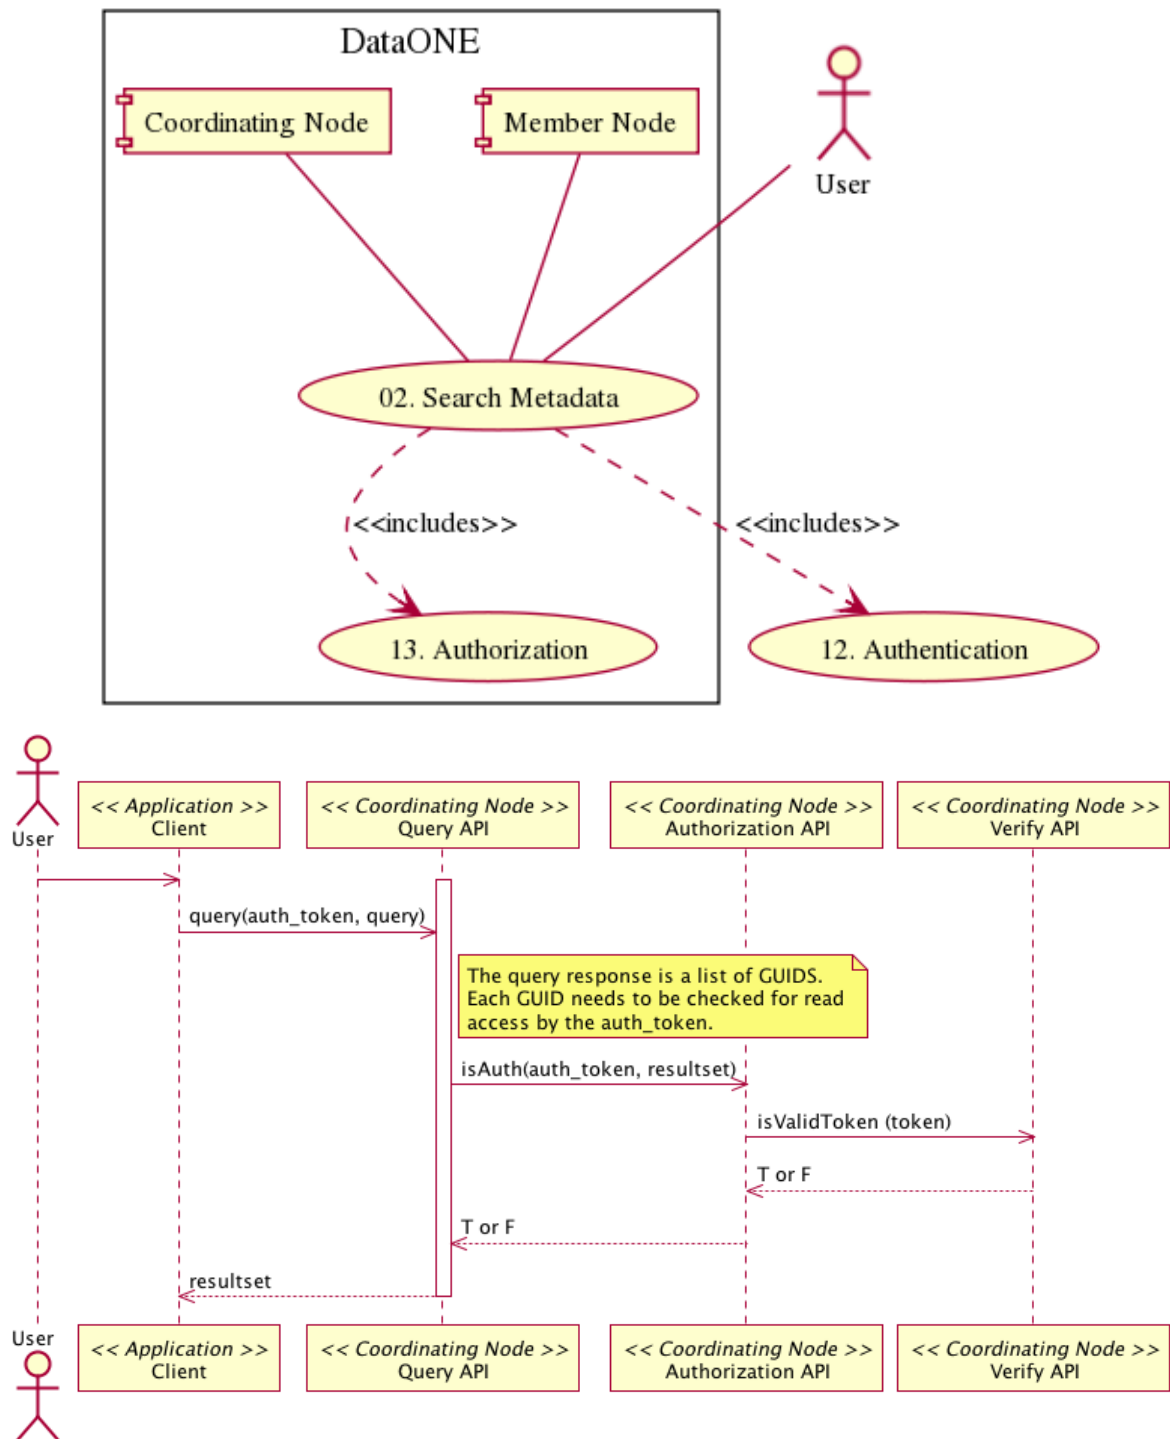 DataONE
Coordinating Node
Member Node
User
02. Search Metadata
<<includes>>
<<includes>>
13. Authorization
12. Authentication
User
<< Application >>
Client
<< Coordinating Node >>
Query API
<< Coordinating Node >>
Authorization API
<< Coordinating Node >>
Verify API
query(auth_token, query)
The query response is a list of GUIDS.
Each GUID needs to be checked for read
access by the auth_token.
isAuth(auth_token, resultset)
isValidToken (token)
T or F
T or F
resultset
User
<< Application >>
Client
<< Coordinating Node >>
Query API
<< Coordinating Node >>
Authorization API
<< Coordinating Node >>
Verify API